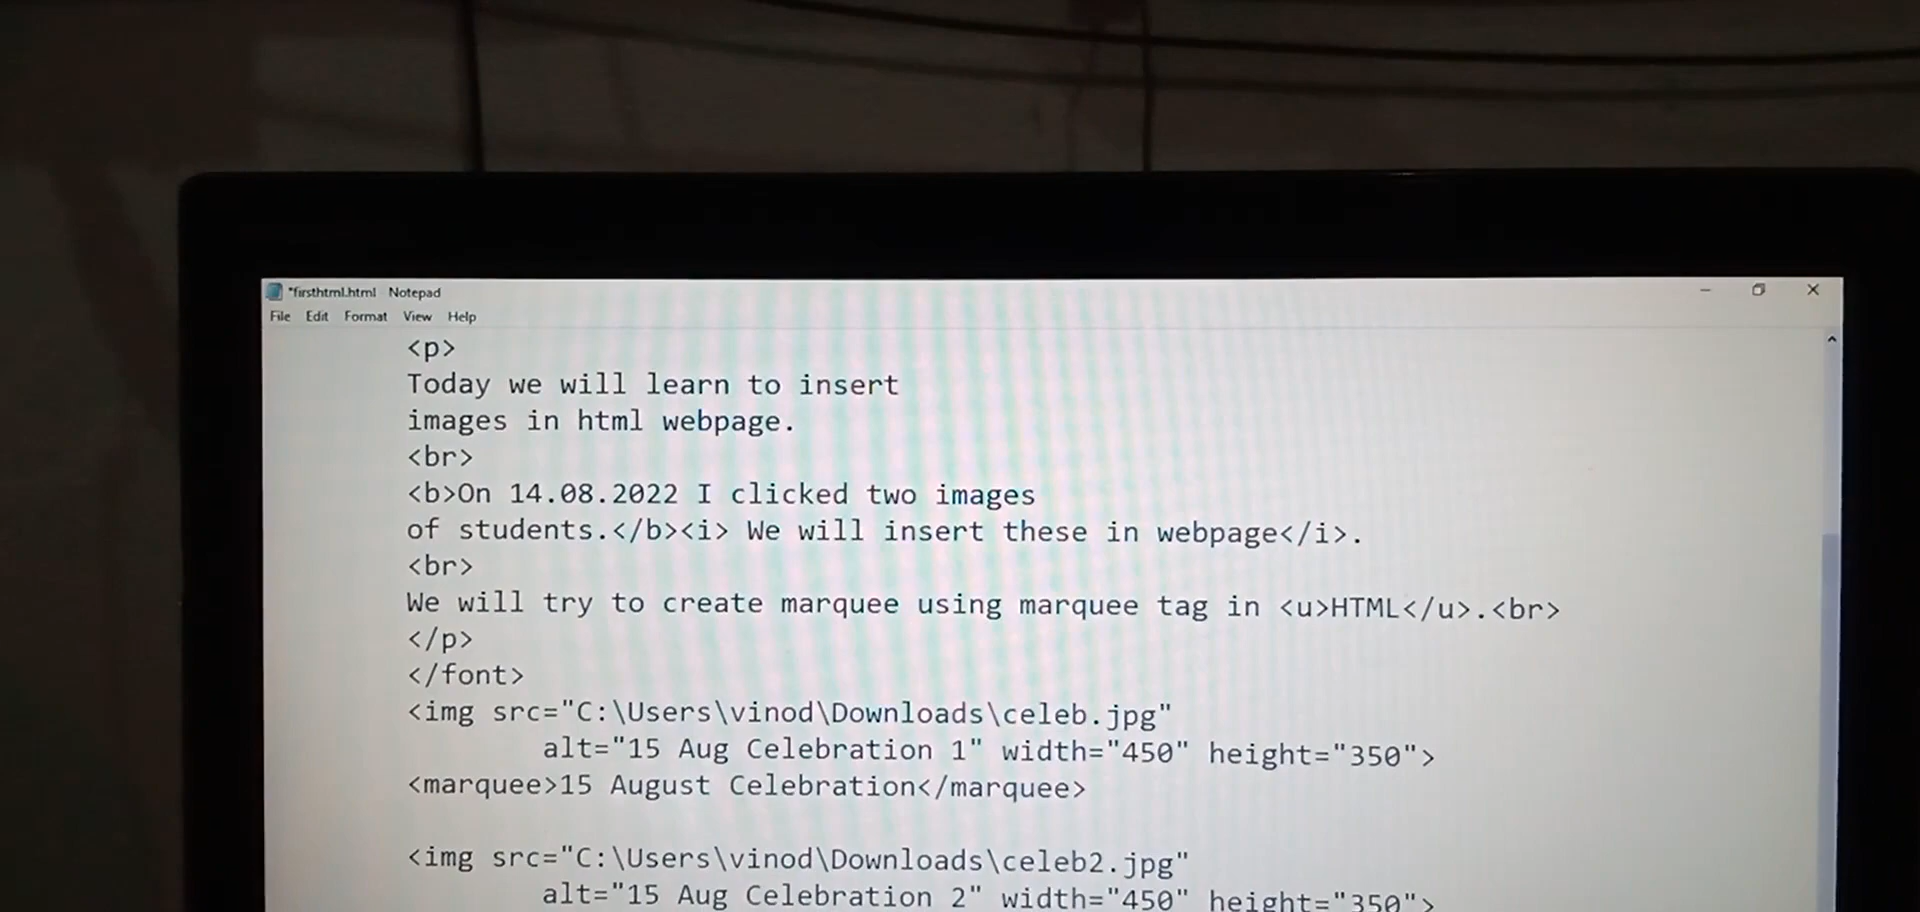 *firsthtml.html Notepad
File Edit Format View Help
<p>
Today we will learn to insert
images in html webpage.
<br>
<b>On 14.08.2022 I clicked two images
of students.</b><i> We will insert these in webpage</i>.
<br>
We will try to create marquee using marquee tag in <u>HTML</u>.<br>
</p>
</font>
<img src="C:\Users\vinod\Downloads\celeb.jpg"
alt="15 Aug Celebration 1" width="450" height="350">
<marquee>15 August Celebration</marquee>
<img src="C:\Users\vinod\Downloads\celeb2.jpg"
alt="15 Aug Celebration 2" width="450" height="350">